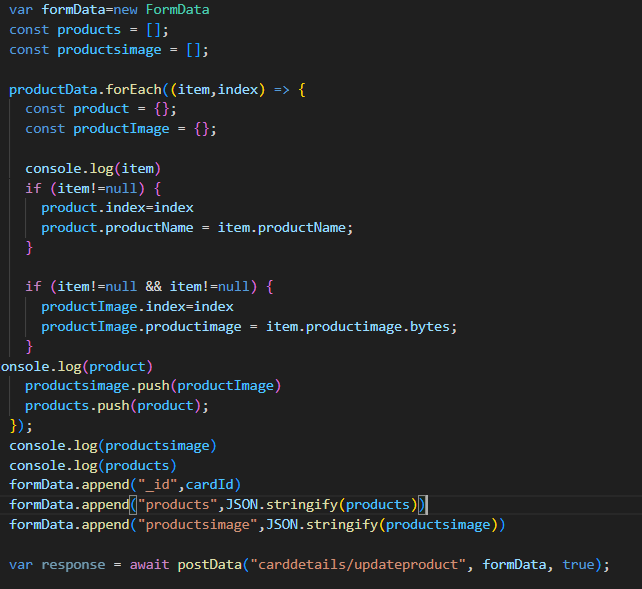 var formData=new FormData
const products = [];
const productsimage = [];
productData.forEach((item,index) => {
const product = {};
const productImage = {};
console.log(item)
if (item!=null) {
product.index=index
product.productName = item.productName;
}
if (item!=null && item!=null) {
productImage.index=index
productImage.productimage = item.productimage.bytes;
}
onsole.log(product)
productsimage.push(productImage)
products.push(product);
});
console.log(productsimage)
console.log(products)
formData.append("_id",cardId)
formData.append("products",JSON.stringify(products))
formData.append("productsimage",JSON.stringify(productsimage))
var response = await postData("carddetails/updateproduct", formData, true);